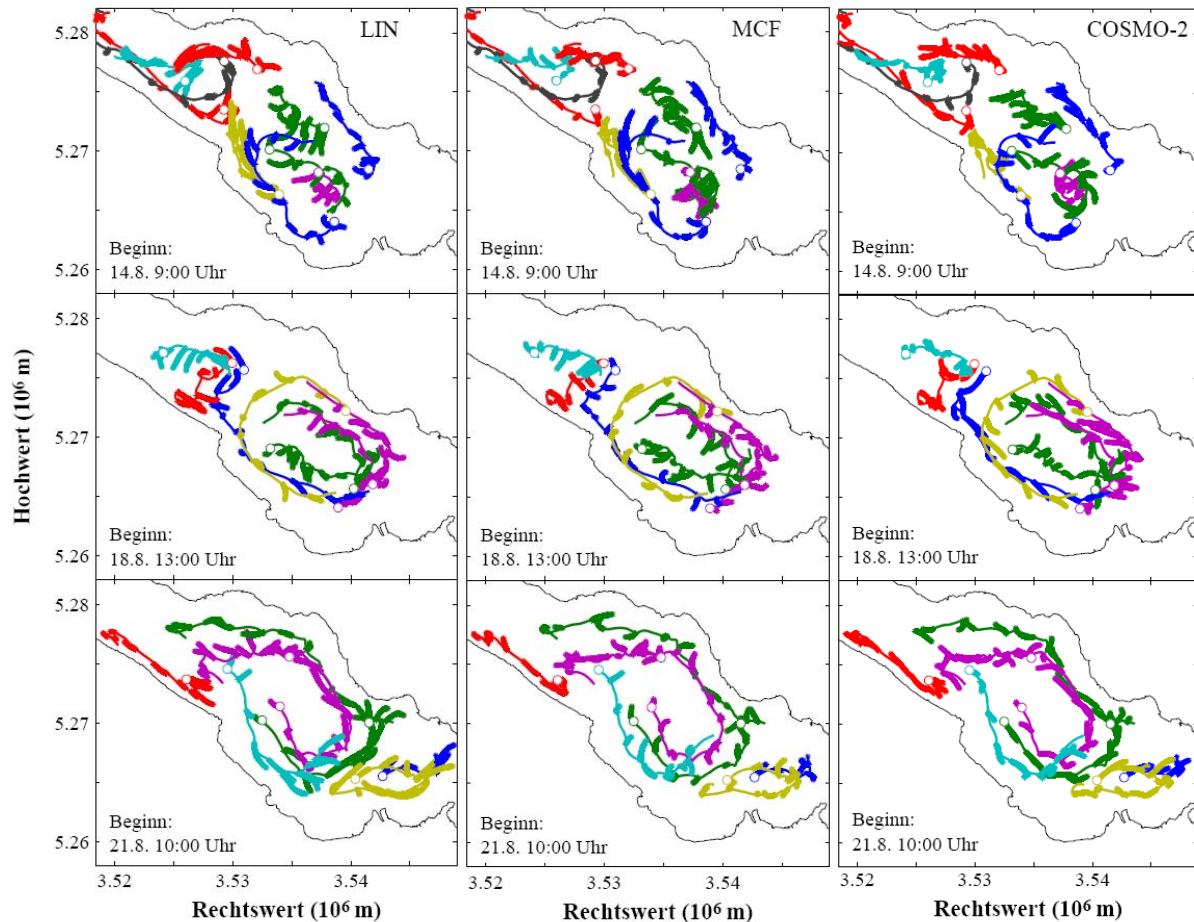 LIN
MCF
COSMO-2
5.28
5.27
5.26
Beginn:
14.8. 9:00 Uhr
Beginn:
14.8. 9:00 Uhr
Beginn:
14.8. 9:00 Uhr
Hochwert (10⁶ m)
5.28
5.27
5.26
Beginn:
18.8. 13:00 Uhr
Beginn:
18.8. 13:00 Uhr
Beginn:
18.8. 13:00 Uhr
5.28
5.27
5.26
Beginn:
21.8. 10:00 Uhr
Beginn:
21.8. 10:00 Uhr
Beginn:
21.8. 10:00 Uhr
3.52 3.53 3.54
3.52 3.53 3.54
3.52 3.53 3.54
Rechtswert (10⁶ m)
Rechtswert (10⁶ m)
Rechtswert (10⁶ m)